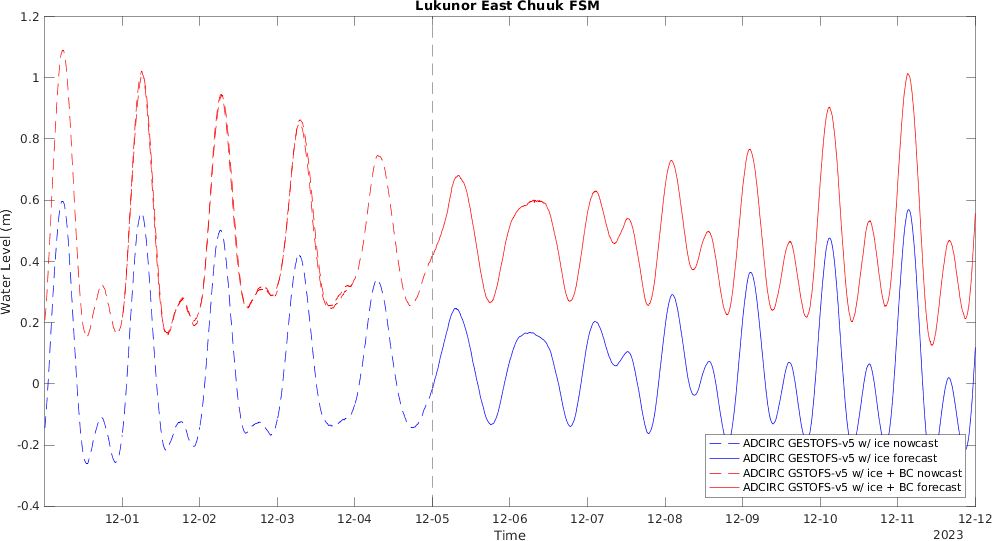 Lukunor East Chuuk FSM
1.2
1
0.8
0.6
0.4
0.2
0
-0.2
-0.4
Water Level (m)
ADCIRC GESTOFS-v5 w/ ice nowcast
ADCIRC GESTOFS-v5 w/ ice forecast
ADCIRC GSTOFS-v5 w/ ice + BC nowcast
ADCIRC GSTOFS-v5 w/ ice + BC forecast
12-01 12-02 12-03 12-04 12-05 12-06 12-07 12-08 12-09 12-10 12-11 12-12
Time
2023